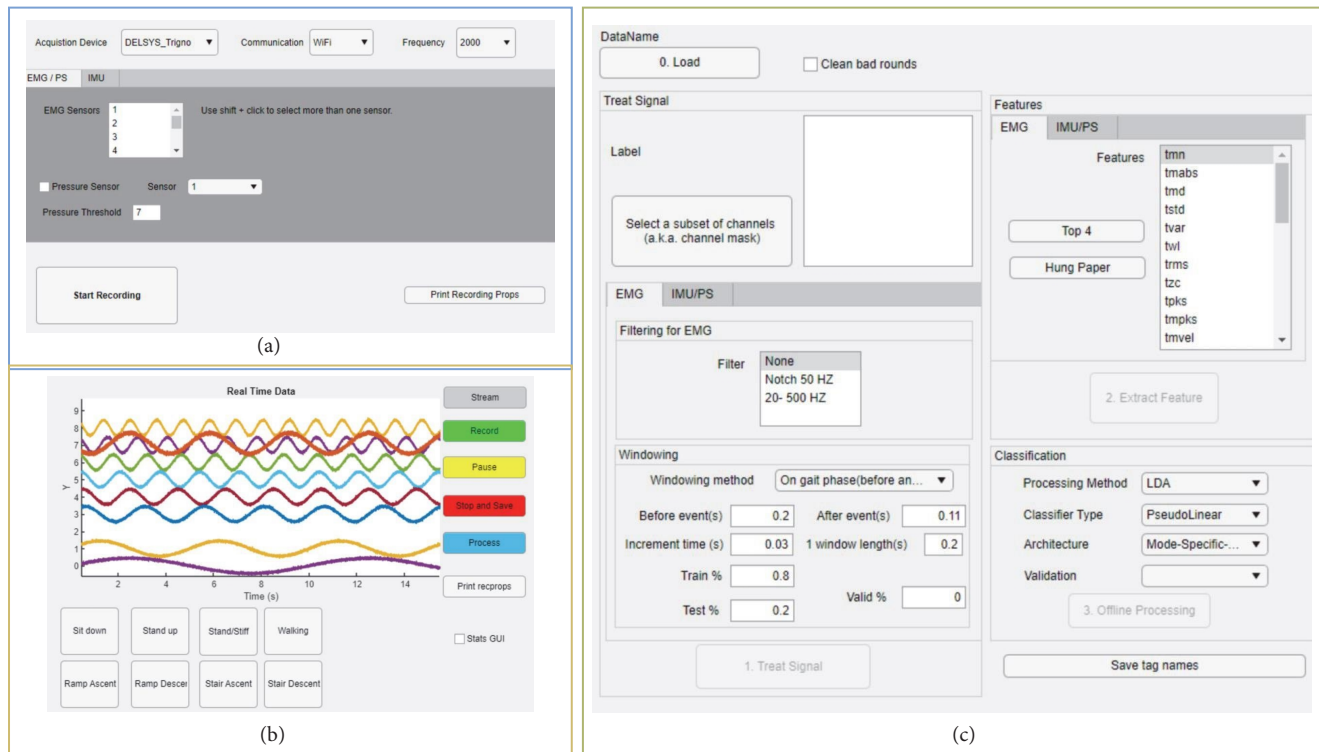 Acquistion Device DELSYS_Trigno Communication WiFi Frequency 2000
EMG / PS IMU
EMG Sensors 1 Use shift + click to select more than one sensor.
2
3
4
Pressure Sensor Sensor 1
Pressure Threshold 7
Start Recording Print Recording Props
(a)
Real Time Data
Stream
Record
Pause
Stop and Save
Process
Print recprops
Stats GUI
Y
9
8
7
6
5
4
3
2
1
0
2 4 6 8 10 12 14
Time (s)
Sit down Stand up Stand/Stiff Walking
Ramp Ascent Ramp Descer Stair Ascent Stair Descent
(b)
DataName
0. Load Clean bad rounds
Treat Signal
Label
Select a subset of channels
(a.k.a. channel mask)
EMG IMU/PS
Filtering for EMG
Filter None
Notch 50 HZ
20- 500 HZ
Windowing
Windowing method On gait phase(before an...
Before event(s) 0.2 After event(s) 0.11
Increment time (s) 0.03 1 window length(s) 0.2
Train % 0.8
Valid % 0
Test % 0.2
1. Treat Signal
Features
EMG IMU/PS
Features tmn
tmabs
tmd
tstd
tvar
twl
trms
tzc
tpks
tmpks
tmvel
Top 4
Hung Paper
2. Extract Feature
Classification
Processing Method LDA
Classifier Type PseudoLinear
Architecture Mode-Specific-...
Validation
3. Offline Processing
Save tag names
(c)